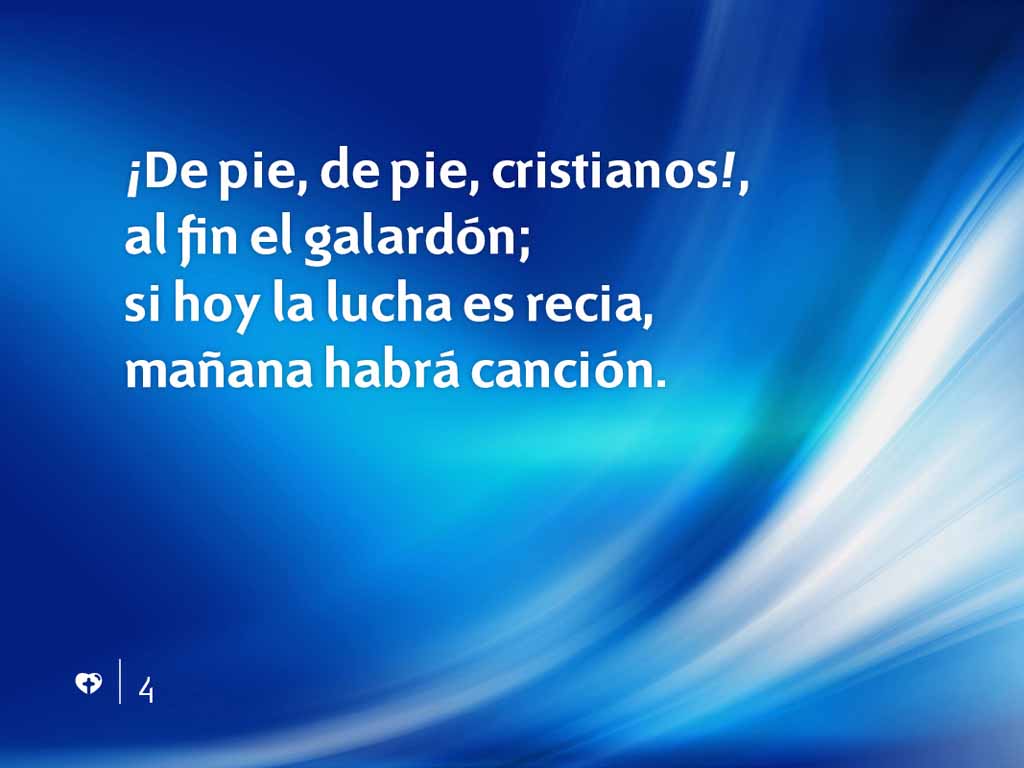 ¡De pie, de pie, cristianos!,
al fin el galardón;
si hoy la lucha es recia,
mañana habrá canción.
4